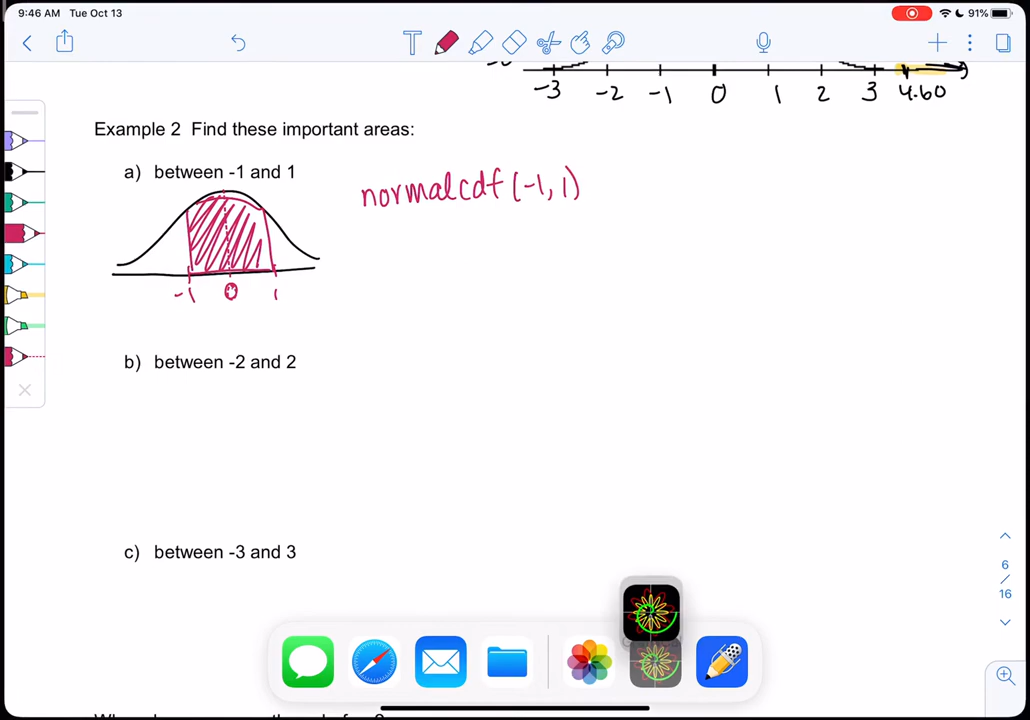 9:46 AM Tue Oct 13
91%
T
-3 -2 -1 0 1 2 3 4.60
Example 2 Find these important areas:
a) between -1 and 1
normalcdf (-1, 1)
-1 0 1
b) between -2 and 2
c) between -3 and 3
6
/
16